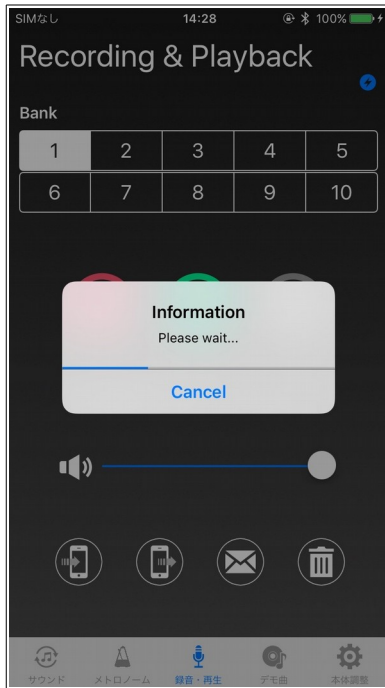 SIMなし 14:28 100%
Recording & Playback
Bank
1 2 3 4 5
6 7 8 9 10
Information
Please wait...
Cancel
サウンド メトロノーム 録音・再生 デモ曲 本体調整